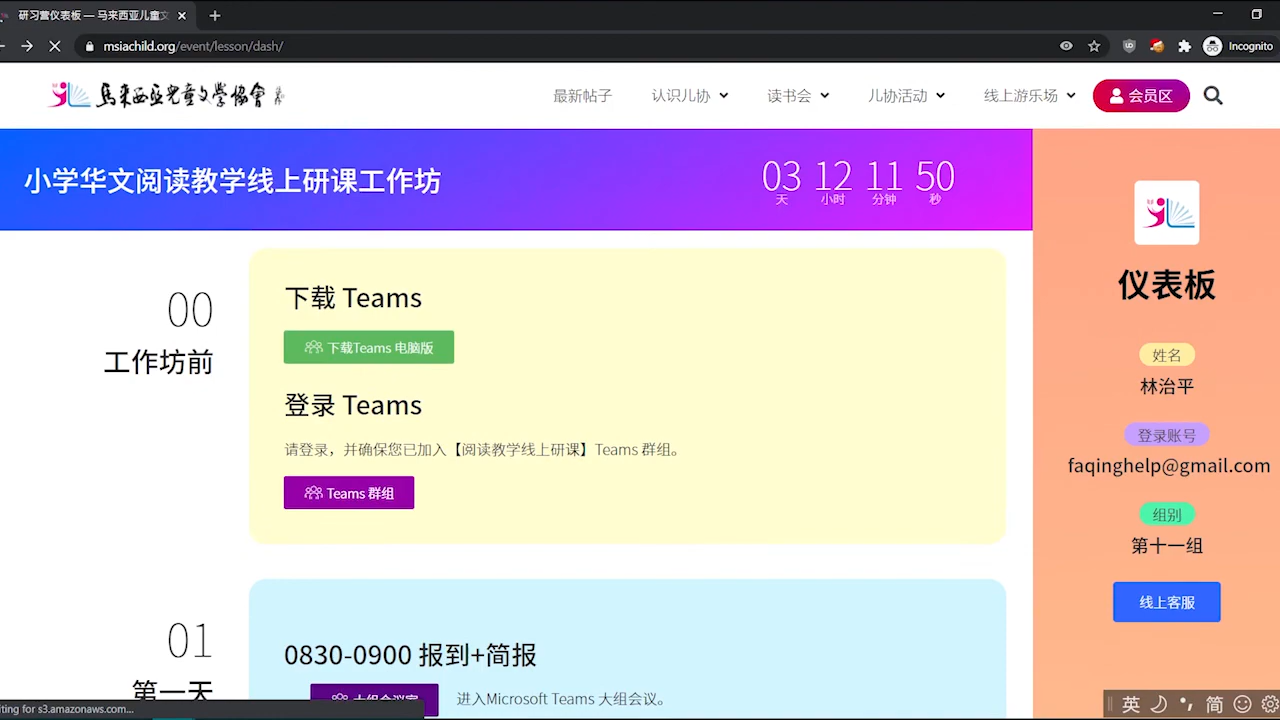 研习营仪表板 — 马来西亚儿童文
msiachild.org/event/lesson/dash/
Incognito
马来西亚儿童文学协会
最新帖子 认识儿协 读书会 儿协活动 线上游乐场 会员区
小学华文阅读教学线上研课工作坊
03 12 11 50
天 小时 分钟 秒
00
工作坊前
下载 Teams
下载Teams 电脑版
登录 Teams
请登录，并确保您已加入【阅读教学线上研课】Teams 群组。
Teams 群组
01
第一天
0830-0900 报到+简报
大组会议室
进入Microsoft Teams 大组会议。
仪表板
姓名
林治平
登录账号
faqinghelp@gmail.com
组别
第十一组
线上客服
iting for s3.amazonaws.com...
英 简